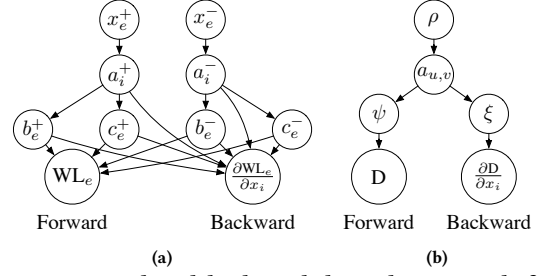 x_e^+ x_e^- ρ
a_i^+ a_i^- a_{u,v}
b_e^+ c_e^+ b_e^- c_e^- ψ ξ
WL_e ∂WL_e/∂x_i D ∂D/∂x_i
Forward Backward Forward Backward
(a) (b)